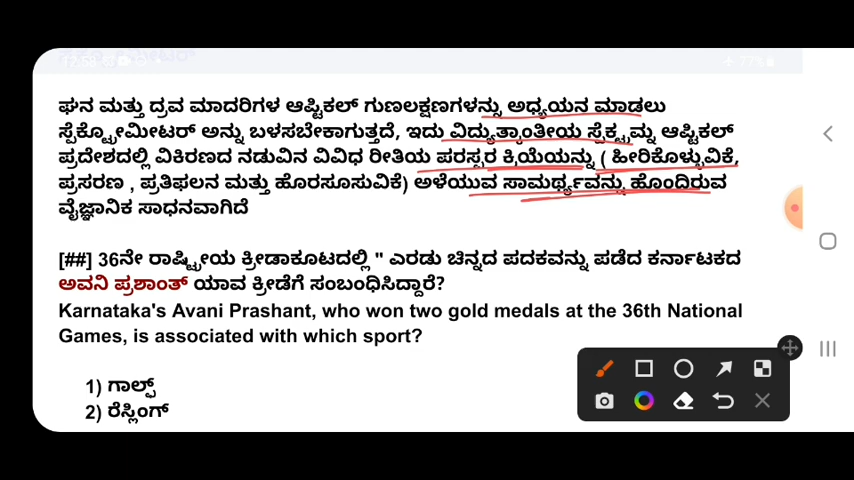 ಘನ ಮತ್ತು ದ್ರವ ಮಾದರಿಗಳ ಆಪ್ಟಿಕಲ್ ಗುಣಲಕ್ಷಣಗಳನ್ನು ಅಧ್ಯಯನ ಮಾಡಲು
ಸ್ಪೆಕ್ಟ್ರೋಮೀಟರ್ ಅನ್ನು ಬಳಸಬೇಕಾಗುತ್ತದೆ, ಇದು ವಿದ್ಯುತ್ಕಾಂತೀಯ ಸ್ಪೆಕ್ಟ್ರಮ್ನ ಆಪ್ಟಿಕಲ್
ಪ್ರದೇಶದಲ್ಲಿ ವಿಕಿರಣದ ನಡುವಿನ ವಿವಿಧ ರೀತಿಯ ಪರಸ್ಪರ ಕ್ರಿಯೆಯನ್ನು ( ಹೀರಿಕೊಳ್ಳುವಿಕೆ,
ಪ್ರಸರಣ , ಪ್ರತಿಫಲನ ಮತ್ತು ಹೊರಸೂಸುವಿಕೆ) ಅಳೆಯುವ ಸಾಮರ್ಥ್ಯವನ್ನು ಹೊಂದಿರುವ
ವೈಜ್ಞಾನಿಕ ಸಾಧನವಾಗಿದೆ
[##] 36ನೇ ರಾಷ್ಟ್ರೀಯ ಕ್ರೀಡಾಕೂಟದಲ್ಲಿ " ಎರಡು ಚಿನ್ನದ ಪದಕವನ್ನು ಪಡೆದ ಕರ್ನಾಟಕದ
ಅವನಿ ಪ್ರಶಾಂತ್ ಯಾವ ಕ್ರೀಡೆಗೆ ಸಂಬಂಧಿಸಿದ್ದಾರೆ?
Karnataka's Avani Prashant, who won two gold medals at the 36th National
Games, is associated with which sport?
1) ಗಾಲ್ಫ್
2) ರೆಸ್ಲಿಂಗ್